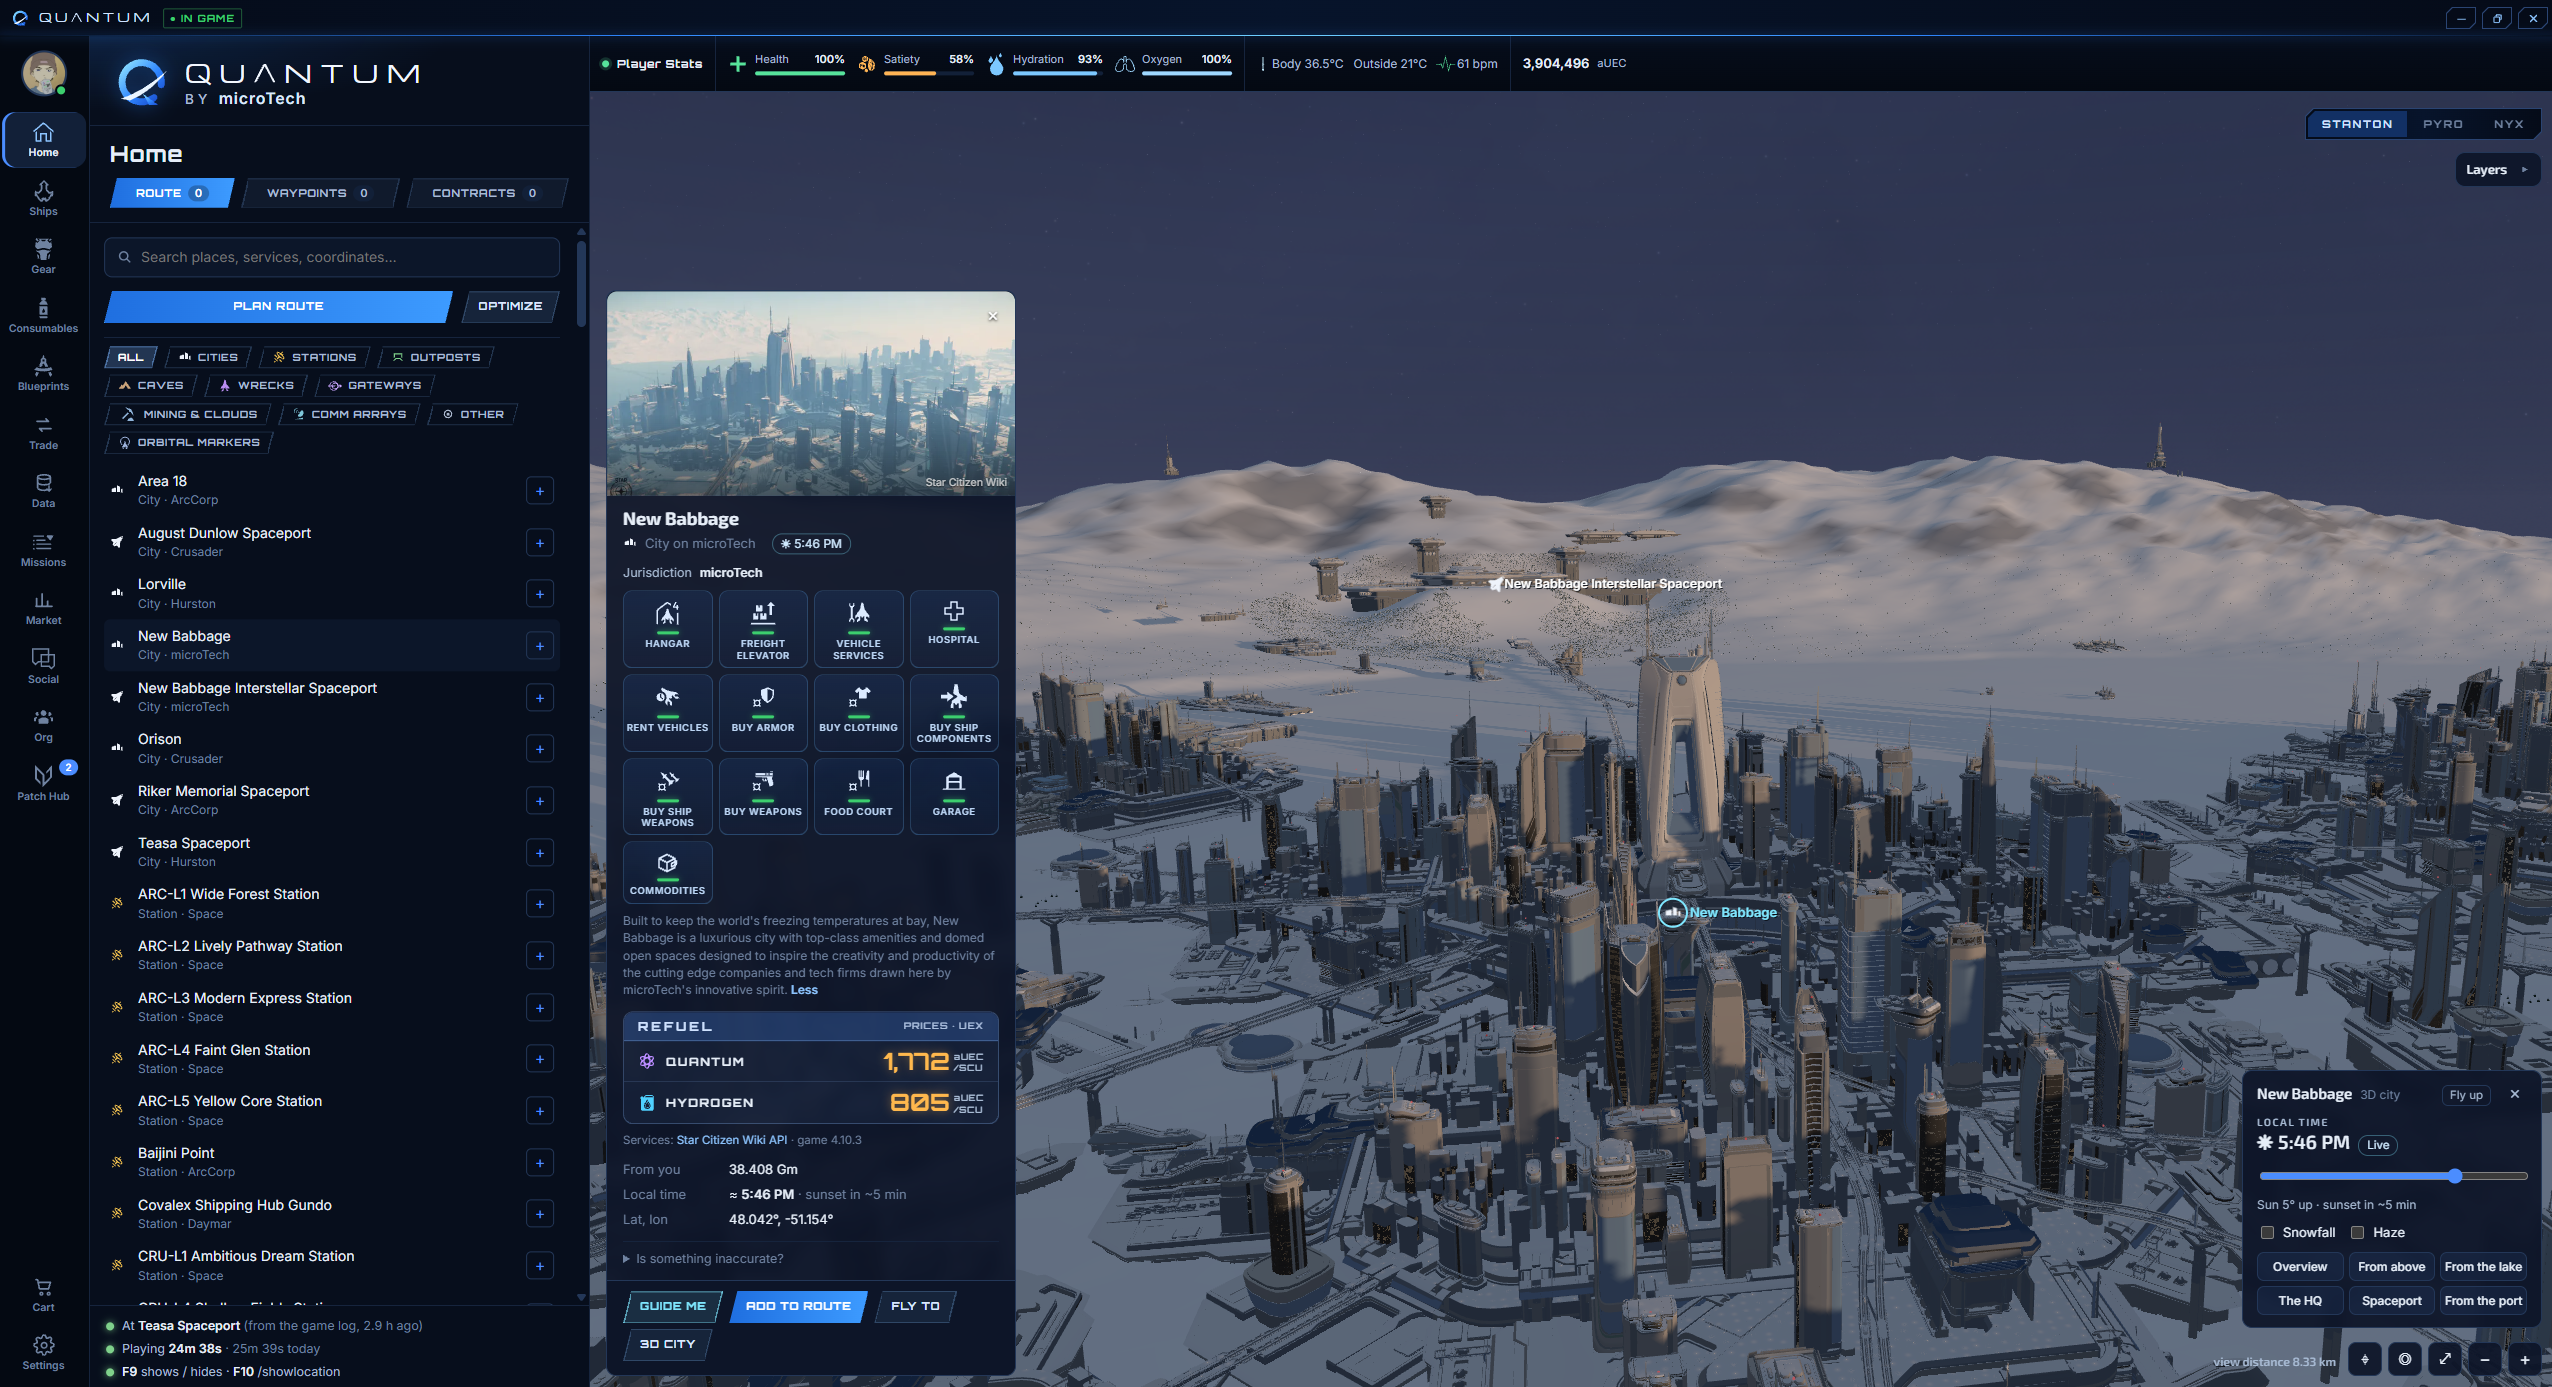 QUANTUM
IN GAME
QUANTUM
BY microTech
Player Stats
Health 100%
Satiety 58%
Hydration 93%
Oxygen 100%
Body 36.5°C Outside 21°C 61 bpm
3,904,496 aUEC
Home
Ships
Gear
Consumables
Blueprints
Trade
Data
Missions
Market
Social
Org
2
Patch Hub
Cart
Settings
Home
ROUTE 0
WAYPOINTS 0
CONTRACTS 0
Search places, services, coordinates...
PLAN ROUTE
OPTIMIZE
ALL
CITIES
STATIONS
OUTPOSTS
CAVES
WRECKS
GATEWAYS
MINING & CLOUDS
COMM ARRAYS
OTHER
ORBITAL MARKERS
Area 18
City · ArcCorp
August Dunlow Spaceport
City · Crusader
Lorville
City · Hurston
New Babbage
City · microTech
New Babbage Interstellar Spaceport
City · microTech
Orison
City · Crusader
Riker Memorial Spaceport
City · ArcCorp
Teasa Spaceport
City · Hurston
ARC-L1 Wide Forest Station
Station · Space
ARC-L2 Lively Pathway Station
Station · Space
ARC-L3 Modern Express Station
Station · Space
ARC-L4 Faint Glen Station
Station · Space
ARC-L5 Yellow Core Station
Station · Space
Baijini Point
Station · ArcCorp
Covalex Shipping Hub Gundo
Station · Daymar
CRU-L1 Ambitious Dream Station
Station · Space
At Teasa Spaceport (from the game log, 2.9 h ago)
Playing 24m 38s · 25m 39s today
F9 shows / hides · F10 /showlocation
Star Citizen Wiki
New Babbage
City on microTech
5:46 PM
Jurisdiction microTech
HANGAR
FREIGHT ELEVATOR
VEHICLE SERVICES
HOSPITAL
RENT VEHICLES
BUY ARMOR
BUY CLOTHING
BUY SHIP COMPONENTS
BUY SHIP WEAPONS
BUY WEAPONS
FOOD COURT
GARAGE
COMMODITIES
Built to keep the world's freezing temperatures at bay, New
Babbage is a luxurious city with top-class amenities and domed
open spaces designed to inspire the creativity and productivity of
the cutting edge companies and tech firms drawn here by
microTech's innovative spirit. Less
REFUEL PRICES · UEX
QUANTUM 1,772 aUEC /SCU
HYDROGEN 805 aUEC /SCU
Services: Star Citizen Wiki API · game 4.10.3
From you 38.408 Gm
Local time ≈ 5:46 PM · sunset in ~5 min
Lat, lon 48.042°, -51.154°
Is something inaccurate?
GUIDE ME
ADD TO ROUTE
FLY TO
3D CITY
STANTON
PYRO
NYX
Layers
New Babbage Interstellar Spaceport
New Babbage
New Babbage 3D city
Fly up
LOCAL TIME
5:46 PM Live
Sun 5° up · sunset in ~5 min
Snowfall
Haze
Overview
From above
From the lake
The HQ
Spaceport
From the port
view distance 8.33 km